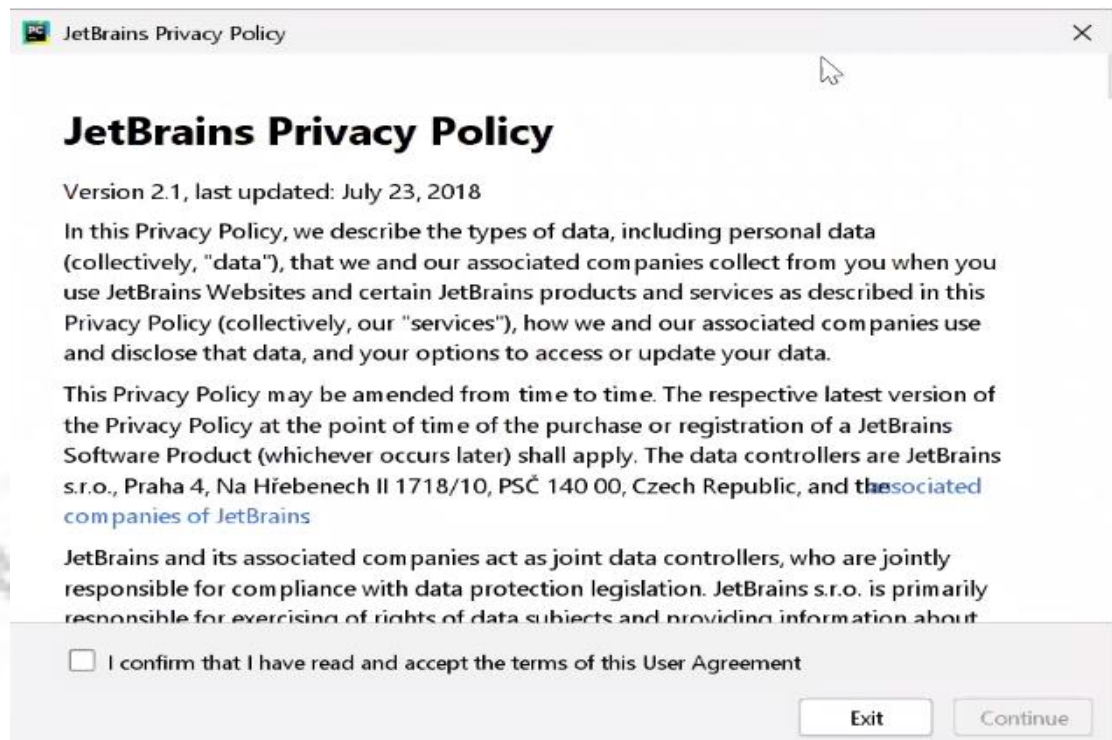 PC JetBrains Privacy Policy
JetBrains Privacy Policy
Version 2.1, last updated: July 23, 2018
In this Privacy Policy, we describe the types of data, including personal data
(collectively, "data"), that we and our associated companies collect from you when you
use JetBrains Websites and certain JetBrains products and services as described in this
Privacy Policy (collectively, our "services"), how we and our associated companies use
and disclose that data, and your options to access or update your data.
This Privacy Policy may be amended from time to time. The respective latest version of
the Privacy Policy at the point of time of the purchase or registration of a JetBrains
Software Product (whichever occurs later) shall apply. The data controllers are JetBrains
s.r.o., Praha 4, Na Hřebenech II 1718/10, PSČ 140 00, Czech Republic, and the associated
companies of JetBrains.
JetBrains and its associated companies act as joint data controllers, who are jointly
responsible for compliance with data protection legislation. JetBrains s.r.o. is primarily
responsible for exercising of rights of data subjects and providing information about
I confirm that I have read and accept the terms of this User Agreement
Exit Continue